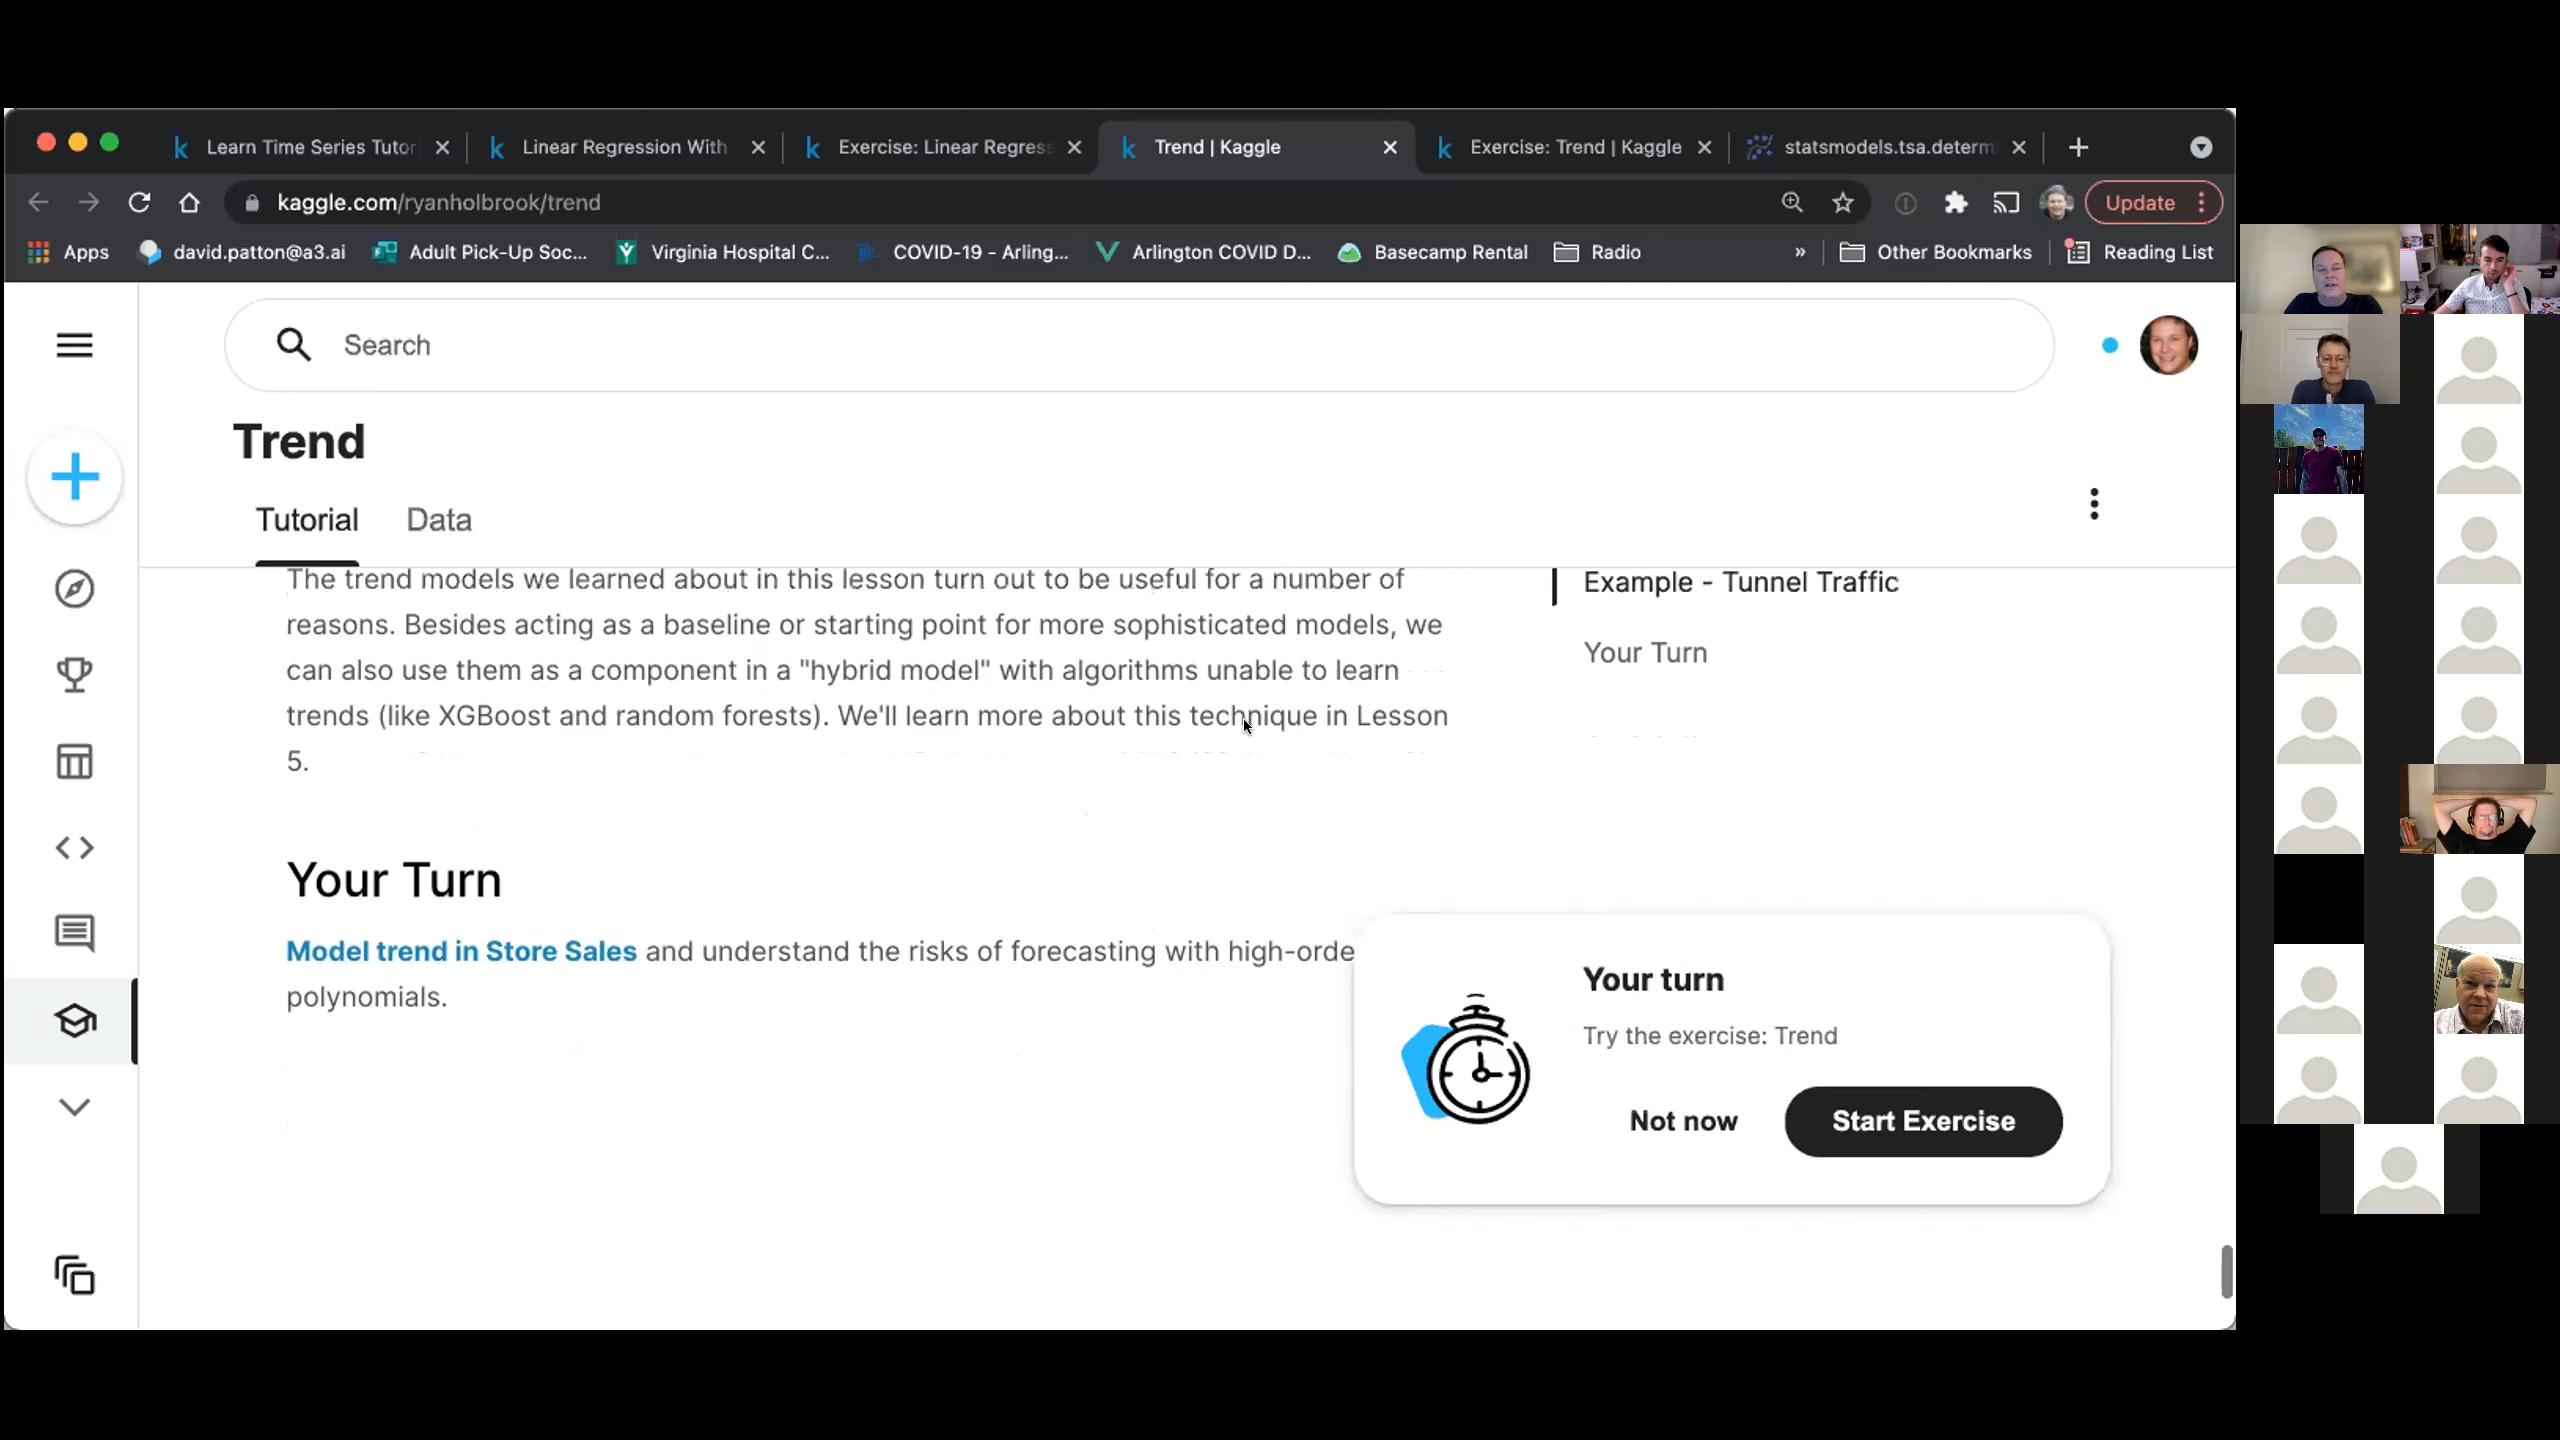 Learn Time Series Tutor
Linear Regression With
Exercise: Linear Regress
Trend | Kaggle
Exercise: Trend | Kaggle
statsmodels.tsa.determ
kaggle.com/ryanholbrook/trend
Update
Apps
david.patton@a3.ai
Adult Pick-Up Soc...
Virginia Hospital C...
COVID-19 - Arling...
Arlington COVID D...
Basecamp Rental
Radio
»
Other Bookmarks
Reading List
Search
Trend
Tutorial
Data
The trend models we learned about in this lesson turn out to be useful for a number of
reasons. Besides acting as a baseline or starting point for more sophisticated models, we
can also use them as a component in a "hybrid model" with algorithms unable to learn
trends (like XGBoost and random forests). We'll learn more about this technique in Lesson
5.
Example - Tunnel Traffic
Your Turn
Your Turn
Model trend in Store Sales and understand the risks of forecasting with high-orde
polynomials.
Your turn
Try the exercise: Trend
Not now
Start Exercise